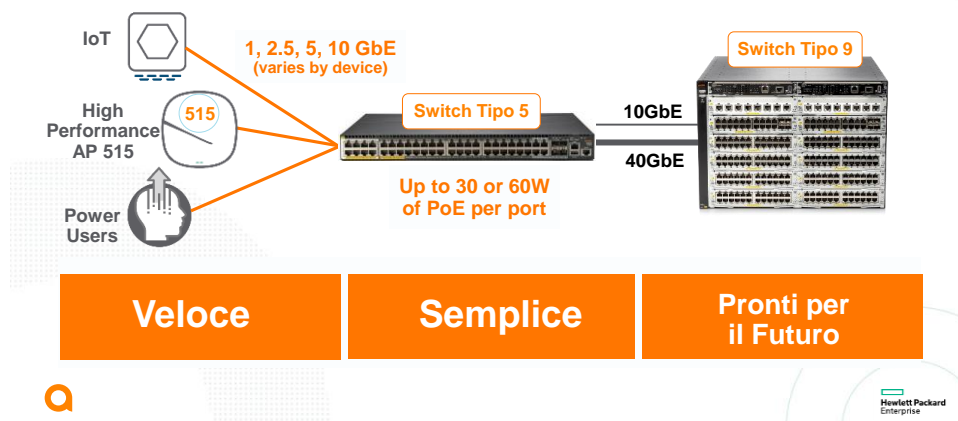 IoT
1, 2.5, 5, 10 GbE
(varies by device)
Switch Tipo 9
High
Performance
AP 515
515
Switch Tipo 5
10GbE
40GbE
Up to 30 or 60W
of PoE per port
Power
Users
Veloce
Semplice
Pronti per
il Futuro
Hewlett Packard
Enterprise